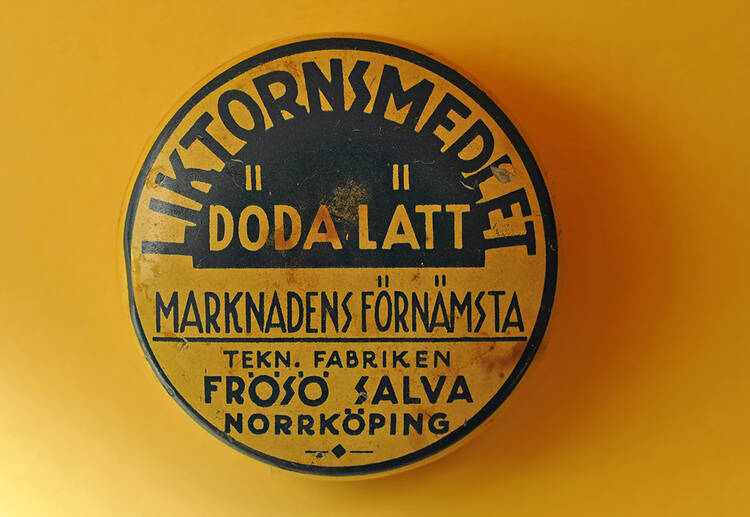 LIKTORNSMEDLET
DÖDA LÄTT
MARKNADENS FÖRNÄMSTA
TEKN. FABRIKEN
FRÖSÖ SALVA
NORRKÖPING